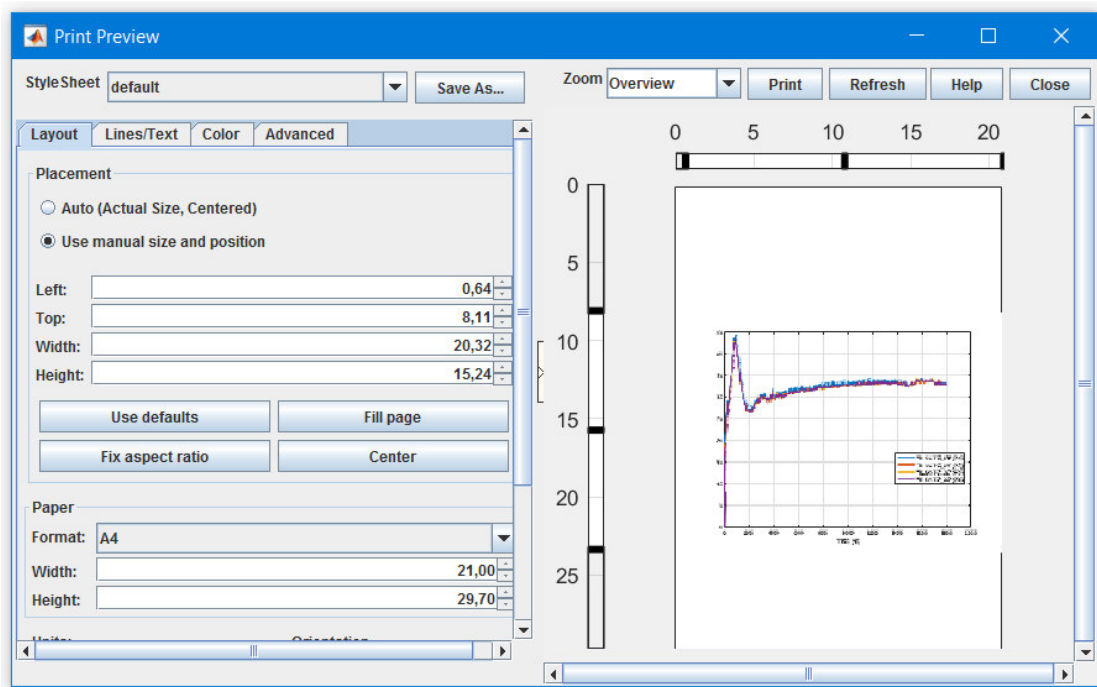 Print Preview
StyleSheet default Save As... Zoom Overview Print Refresh Help Close
Layout Lines/Text Color Advanced
Placement
Auto (Actual Size, Centered)
Use manual size and position
Left: 0,64
Top: 8,11
Width: 20,32
Height: 15,24
Use defaults Fill page
Fix aspect ratio Center
Paper
Format: A4
Width: 21,00
Height: 29,70
Units: Orientation
0 5 10 15 20
0
5
10
15
20
25